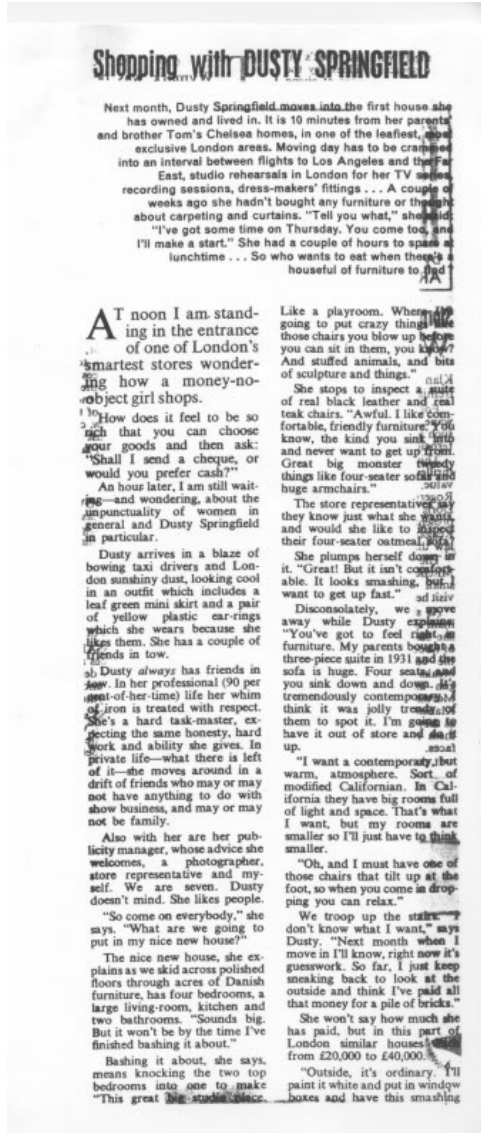 Shopping with DUSTY SPRINGFIELD
Next month, Dusty Springfield moves into the first house she
has owned and lived in. It is 10 minutes from her parents'
and brother Tom's Chelsea homes, in one of the leafiest, most
exclusive London areas. Moving day has to be crammed
into an interval between flights to Los Angeles and the Far
East, studio rehearsals in London for her TV series,
recording sessions, dress-makers' fittings . . . A couple of
weeks ago she hadn't bought any furniture or thought
about carpeting and curtains. "Tell you what," she said:
"I've got some time on Thursday. You come too, and
I'll make a start." She had a couple of hours to spare at
lunchtime . . . So who wants to eat when there's a
houseful of furniture to find?
AT noon I am stand-
ing in the entrance
of one of London's
smartest stores wonder-
ing how a money-no-
object girl shops.
How does it feel to be so
rich that you can choose
your goods and then ask:
"Shall I send a cheque, or
would you prefer cash?"
An hour later, I am still wait-
ing—and wondering, about the
unpunctuality of women in
general and Dusty Springfield
in particular.
Dusty arrives in a blaze of
bowing taxi drivers and Lon-
don sunshiny dust, looking cool
in an outfit which includes a
leaf green mini skirt and a pair
of yellow plastic ear-rings
which she wears because she
likes them. She has a couple of
friends in tow.
Dusty always has friends in
tow. In her professional (90 per
cent-of-her-time) life her whim
of iron is treated with respect.
She's a hard task-master, ex-
pecting the same honesty, hard
work and ability she gives. In
private life—what there is left
of it—she moves around in a
drift of friends who may or may
not have anything to do with
show business, and may or may
not be family.
Also with her are her pub-
licity manager, whose advice she
welcomes, a photographer,
store representative and my-
self. We are seven. Dusty
doesn't mind. She likes people.
"So come on everybody," she
says. "What are we going to
put in my nice new house?"
The nice new house, she ex-
plains as we skid across polished
floors through acres of Danish
furniture, has four bedrooms, a
large living-room, kitchen and
two bathrooms. "Sounds big.
But it won't be by the time I've
finished bashing it about."
Bashing it about, she says,
means knocking the two top
bedrooms into one to make
"This great big studio place.
Like a playroom. Where I'm
going to put crazy things like
those chairs you blow up before
you can sit in them, you know?
And stuffed animals, and bits
of sculpture and things."
She stops to inspect a suite
of real black leather and real
teak chairs. "Awful. I like com-
fortable, friendly furniture. You
know, the kind you sink into
and never want to get up from.
Great big monster tweedy
things like four-seater sofas and
huge armchairs."
The store representatives say
they know just what she wants,
and would she like to inspect
their four-seater oatmeal sofa?
She plumps herself down in
it. "Great! But it isn't comfort-
able. It looks smashing, but I
want to get up fast."
Disconsolately, we move
away while Dusty explains:
"You've got to feel right in
furniture. My parents bought a
three-piece suite in 1931 and the
sofa is huge. Four seats and
you sink down and down. It's
tremendously contemporary. I
think it was jolly trendy of
them to spot it. I'm going to
have it out of store and do it
up.
"I want a contemporary, but
warm, atmosphere. Sort of
modified Californian. In Cal-
ifornia they have big rooms full
of light and space. That's what
I want, but my rooms are
smaller so I'll just have to think
smaller.
"Oh, and I must have one of
those chairs that tilt up at the
foot, so when you come in drop-
ping you can relax."
We troop up the stairs. "I
don't know what I want," says
Dusty. "Next month when I
move in I'll know, right now it's
guesswork. So far, I just keep
sneaking back to look at the
outside and think I've paid all
that money for a pile of bricks."
She won't say how much she
has paid, but in this part of
London similar houses
from £20,000 to £40,000.
"Outside, it's ordinary. I'll
paint it white and put in window
boxes and have this smashing